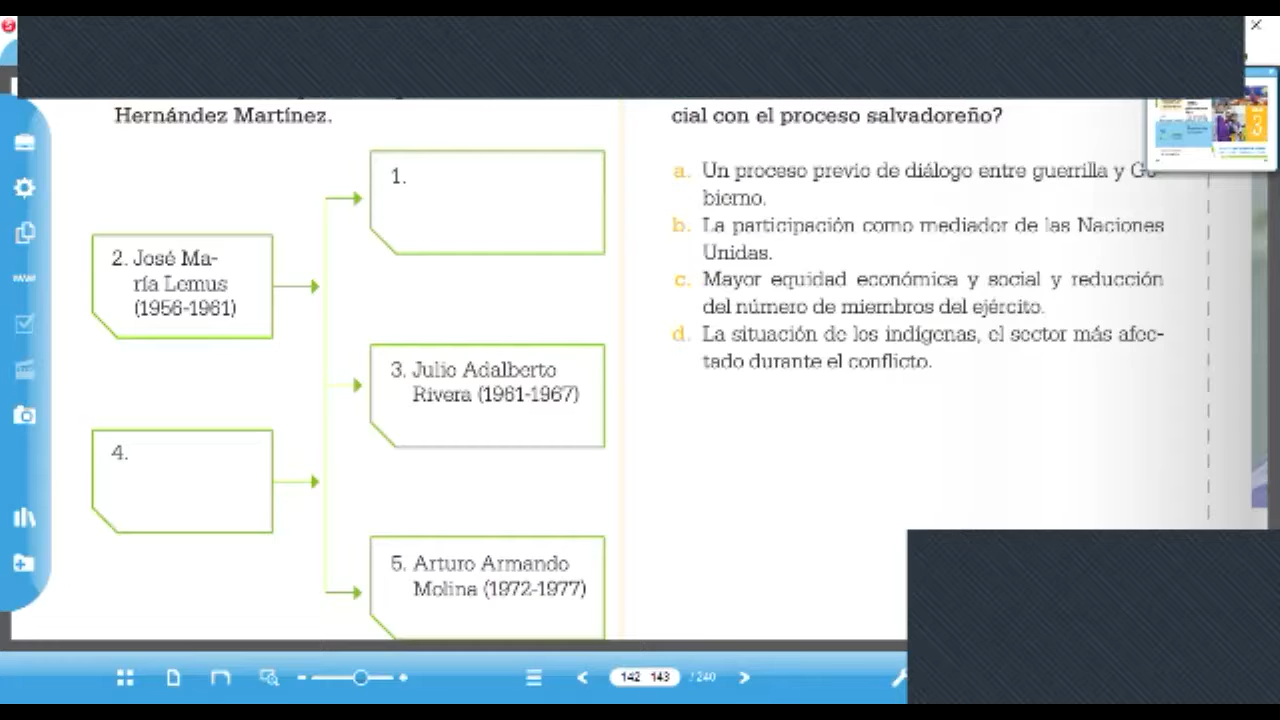 Hernández Martínez.
1.
2. José Ma-
ría Lemus
(1956-1961)
3. Julio Adalberto
Rivera (1961-1967)
4.
5. Arturo Armando
Molina (1972-1977)
cial con el proceso salvadoreño?
a. Un proceso previo de diálogo entre guerrilla y Go-
bierno.
b. La participación como mediador de las Naciones
Unidas.
c. Mayor equidad económica y social y reducción
del número de miembros del ejército.
d. La situación de los indígenas, el sector más afec-
tado durante el conflicto.
www
142 143 / 240